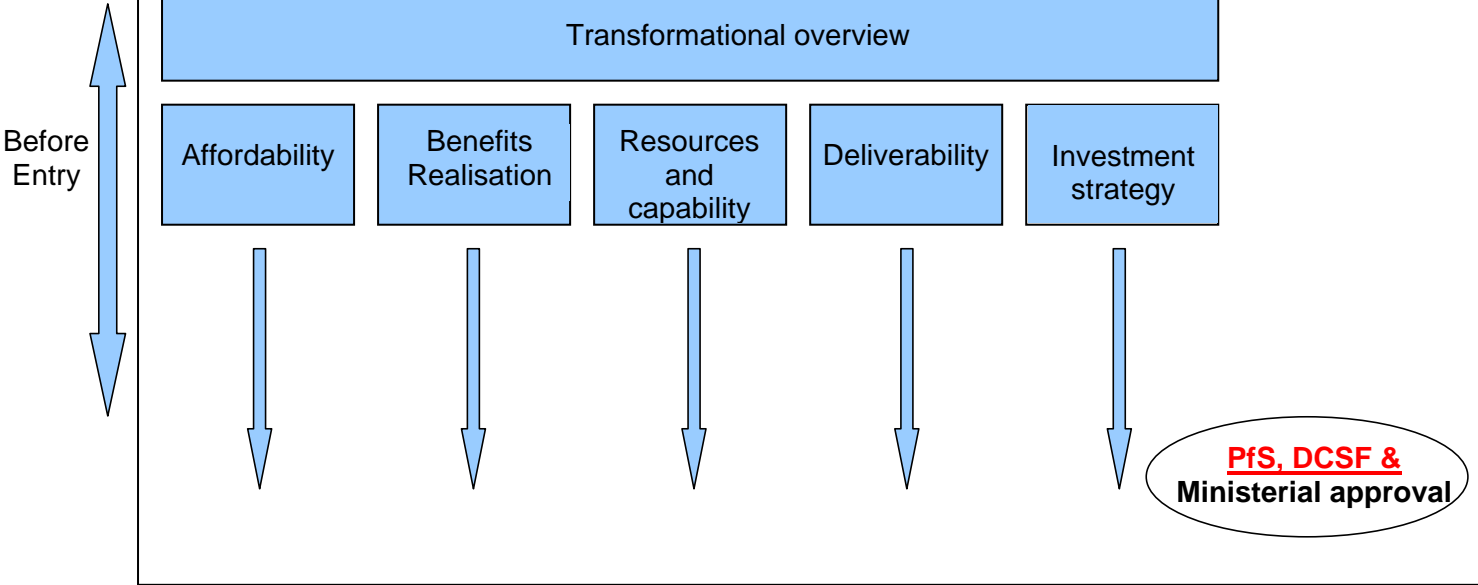 Transformational overview
Before
Entry
Affordability
Benefits
Realisation
Resources
and
capability
Deliverability
Investment
strategy
PfS, DCSF &
Ministerial approval